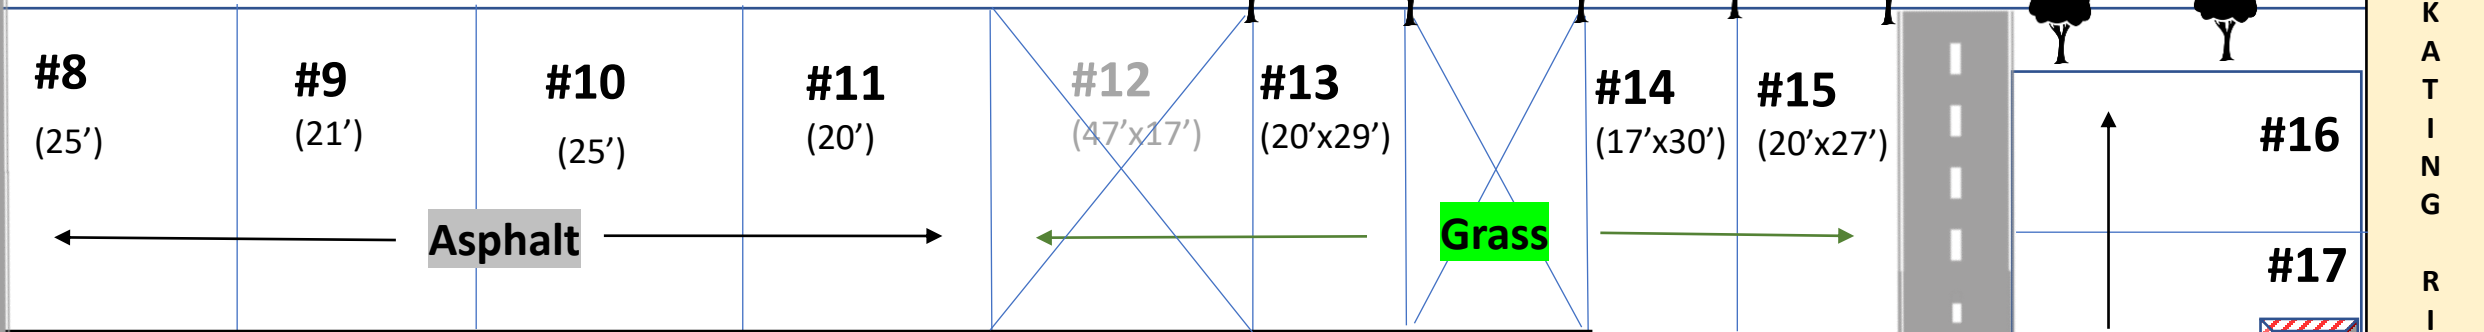 #8
(25’)
#9
(21’)
#10
(25’)
#11
(20’)
#12
(47’x17’)
#13
(20’x29’)
#14
(17’x30’)
#15
(20’x27’)
Asphalt
Grass
#16
#17
K
A
T
I
N
G
R
I